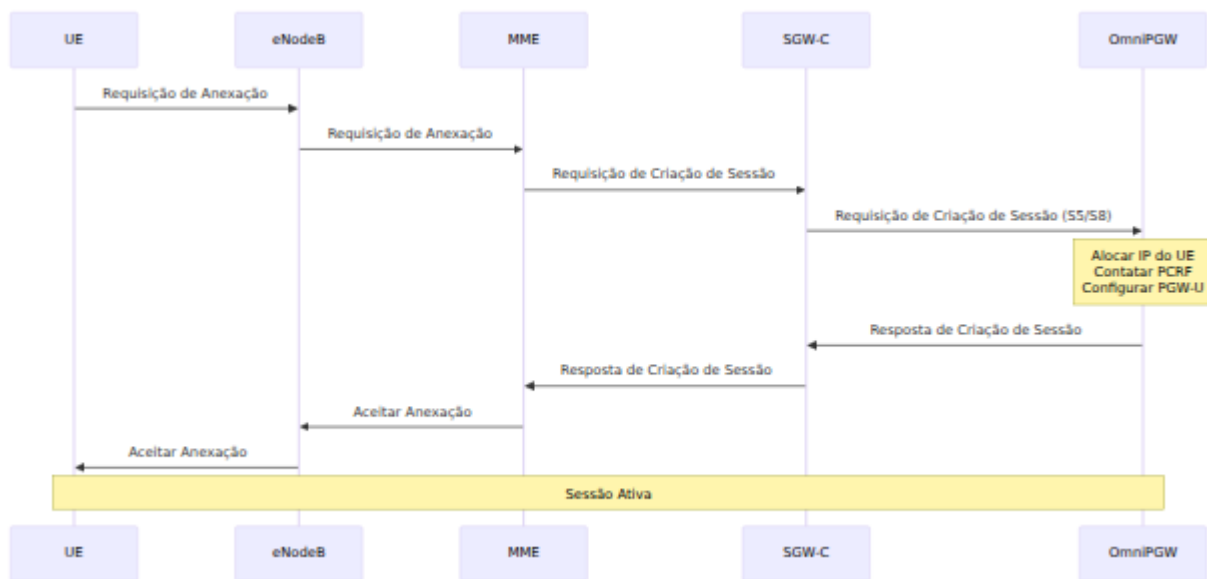 UE
eNodeB
MME
SGW-C
OmniPGW
Requisição de Anexação
Requisição de Anexação
Requisição de Criação de Sessão
Requisição de Criação de Sessão (S5/S8)
Alocar IP do UE
Contatar PCRF
Configurar PGW-U
Resposta de Criação de Sessão
Resposta de Criação de Sessão
Aceitar Anexação
Aceitar Anexação
Sessão Ativa
UE
eNodeB
MME
SGW-C
OmniPGW